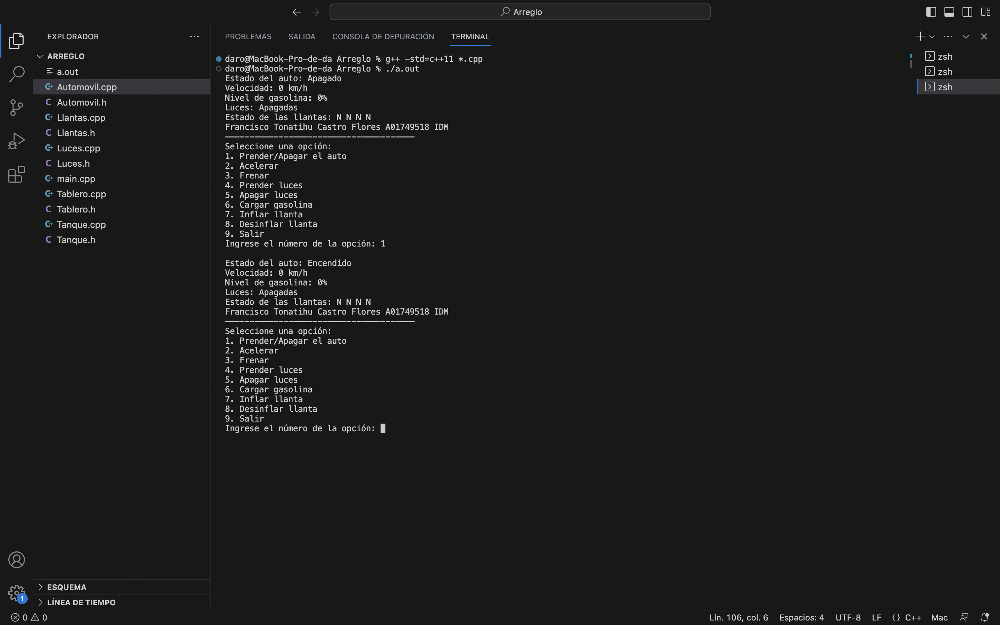 Arreglo
EXPLORADOR
ARREGLO
a.out
Automovil.cpp
Automovil.h
Llantas.cpp
Llantas.h
Luces.cpp
Luces.h
main.cpp
Tablero.cpp
Tablero.h
Tanque.cpp
Tanque.h
ESQUEMA
LÍNEA DE TIEMPO
PROBLEMAS SALIDA CONSOLA DE DEPURACIÓN TERMINAL
daro@MacBook-Pro-de-da Arreglo % g++ -std=c++11 *.cpp
daro@MacBook-Pro-de-da Arreglo % ./a.out
Estado del auto: Apagado
Velocidad: 0 km/h
Nivel de gasolina: 0%
Luces: Apagadas
Estado de las llantas: N N N N
Francisco Tonatihu Castro Flores A01749518 IDM
---------------------------------------
Seleccione una opción:
1. Prender/Apagar el auto
2. Acelerar
3. Frenar
4. Prender luces
5. Apagar luces
6. Cargar gasolina
7. Inflar llanta
8. Desinflar llanta
9. Salir
Ingrese el número de la opción: 1
Estado del auto: Encendido
Velocidad: 0 km/h
Nivel de gasolina: 0%
Luces: Apagadas
Estado de las llantas: N N N N
Francisco Tonatihu Castro Flores A01749518 IDM
---------------------------------------
Seleccione una opción:
1. Prender/Apagar el auto
2. Acelerar
3. Frenar
4. Prender luces
5. Apagar luces
6. Cargar gasolina
7. Inflar llanta
8. Desinflar llanta
9. Salir
Ingrese el número de la opción:
zsh
zsh
zsh
1
0 0
Lín. 106, col. 6 Espacios: 4 UTF-8 LF {} C++ Mac